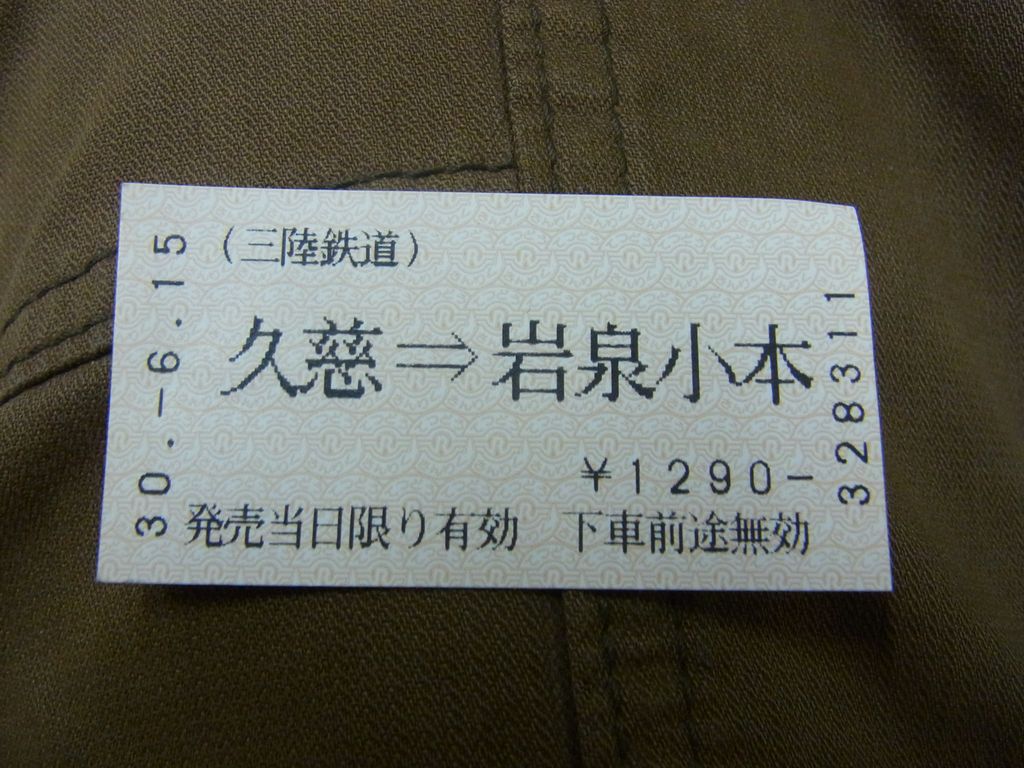 (三陸鉄道)
久慈⇒岩泉小本
¥1290-
発売当日限り有効 下車前途無効
30.-6.15
328311